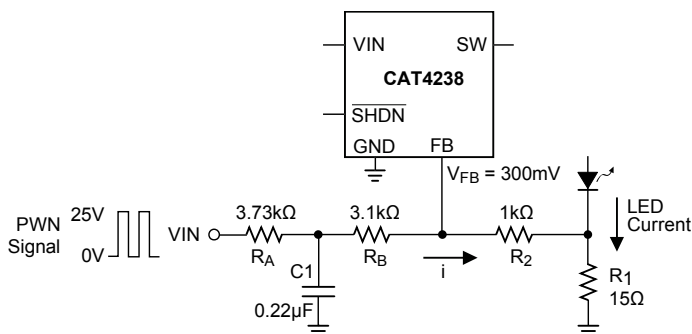 VIN SW
CAT4238
SHDN
GND FB
VFB = 300mV
25V
PWN
Signal
0V
VIN
3.73kΩ
RA
3.1kΩ
RB
i
1kΩ
R2
LED
Current
C1
0.22µF
R1
15Ω